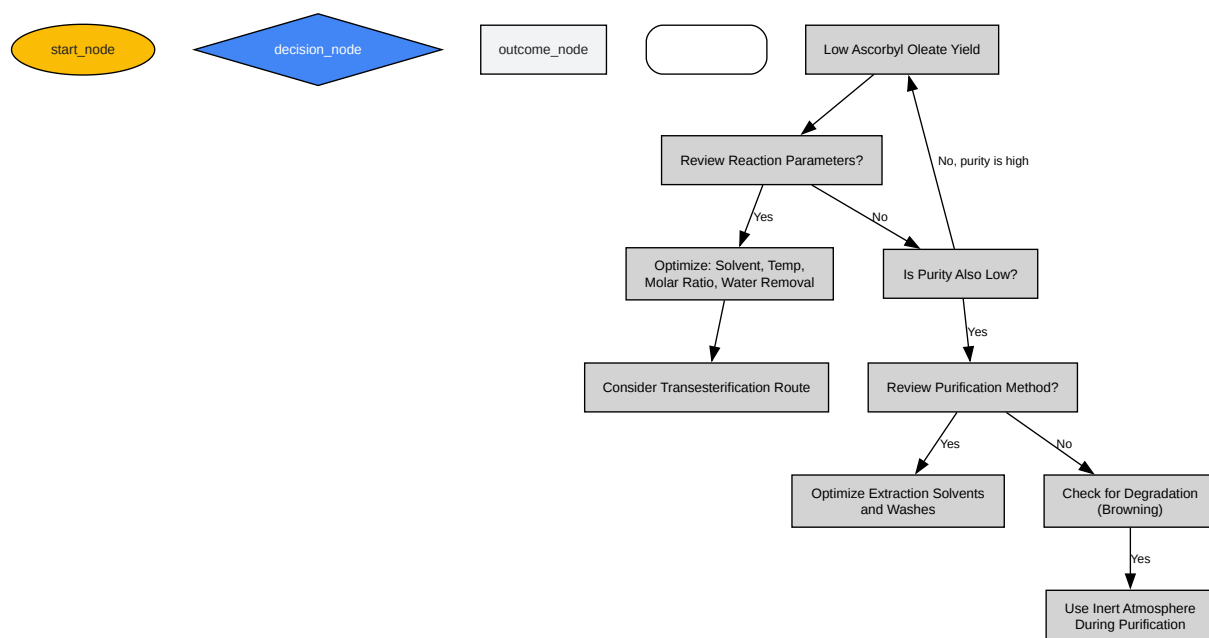 start_node
decision_node
outcome_node
Low Ascorbyl Oleate Yield
Review Reaction Parameters?
No, purity is high
Yes
No
Optimize: Solvent, Temp,
Molar Ratio, Water Removal
Is Purity Also Low?
Yes
Consider Transesterification Route
Review Purification Method?
Yes
No
Optimize Extraction Solvents
and Washes
Check for Degradation
(Browning)
Yes
Use Inert Atmosphere
During Purification